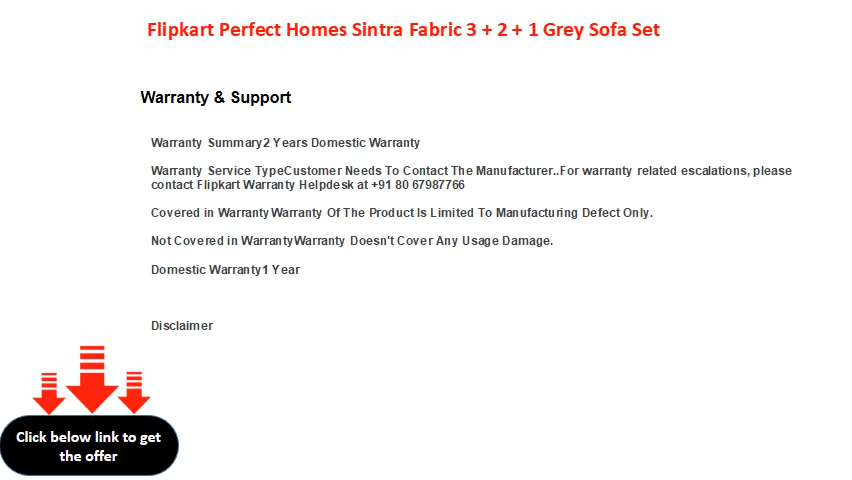 Flipkart Perfect Homes Sintra Fabric 3 + 2 + 1 Grey Sofa Set
Warranty & Support
Warranty Summary2 Years Domestic Warranty
Warranty Service TypeCustomer Needs To Contact The Manufacturer..For warranty related escalations, please
contact Flipkart Warranty Helpdesk at +91 80 67987766
Covered in WarrantyWarranty Of The Product Is Limited To Manufacturing Defect Only.
Not Covered in WarrantyWarranty Doesn't Cover Any Usage Damage.
Domestic Warranty1 Year
Disclaimer
Click below link to get
the offer